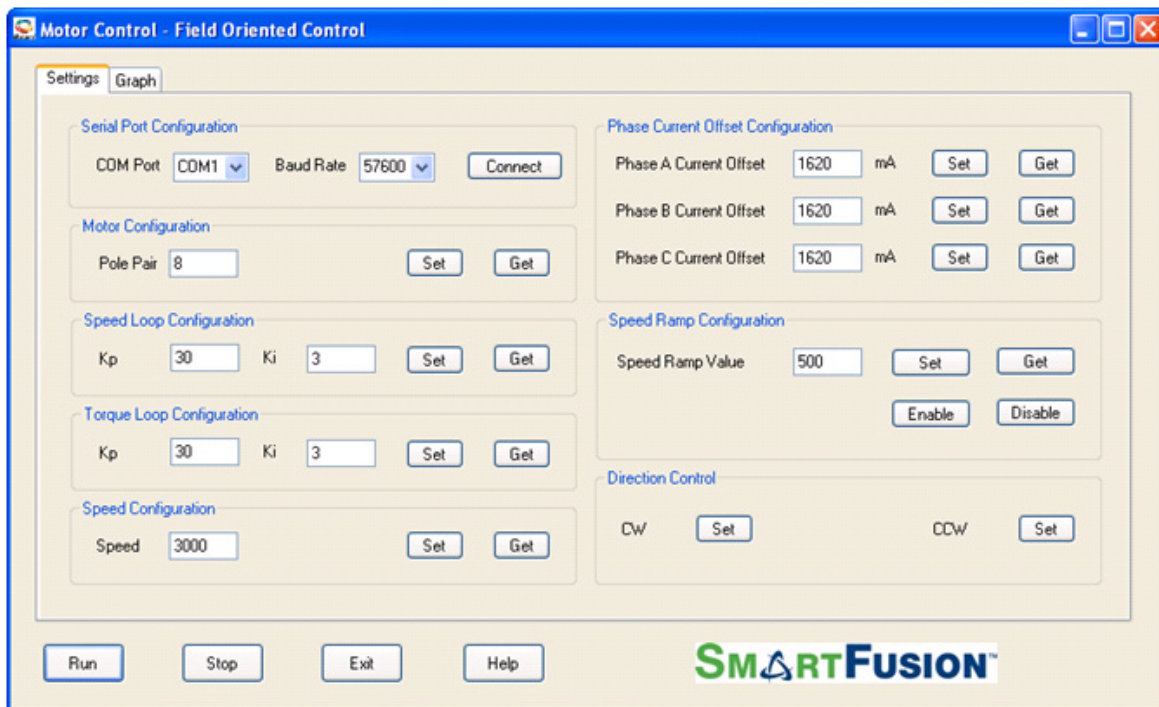 Motor Control - Field Oriented Control
Settings Graph
Serial Port Configuration
COM Port COM1 Baud Rate 57600 Connect
Motor Configuration
Pole Pair 8 Set Get
Speed Loop Configuration
Kp 30 Ki 3 Set Get
Torque Loop Configuration
Kp 30 Ki 3 Set Get
Speed Configuration
Speed 3000 Set Get
Phase Current Offset Configuration
Phase A Current Offset 1620 mA Set Get
Phase B Current Offset 1620 mA Set Get
Phase C Current Offset 1620 mA Set Get
Speed Ramp Configuration
Speed Ramp Value 500 Set Get
Enable Disable
Direction Control
CW Set CCW Set
Run Stop Exit Help
SMARTFUSION™